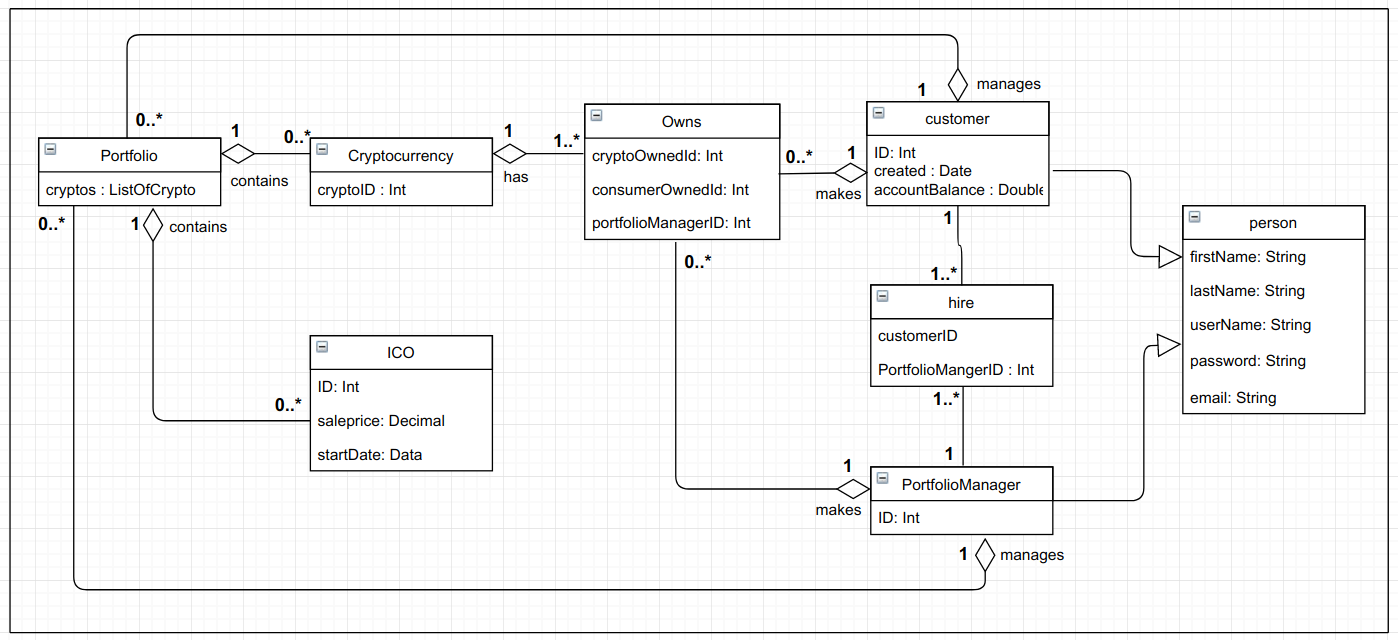 1
manages
0..*
Portfolio
cryptos : ListOfCrypto
1
contains
0..*
Cryptocurrency
cryptoID : Int
1
has
1..*
Owns
cryptoOwnedId: Int
consumerOwnedId: Int
portfolioManagerID: Int
0..*
1
makes
customer
ID: Int
created : Date
accountBalance : Double
person
firstName: String
lastName: String
userName: String
password: String
email: String
0..*
1
contains
0..*
1
1..*
hire
customerID
PortfolioMangerID : Int
1..*
1
ICO
ID: Int
saleprice: Decimal
startDate: Data
0..*
1
makes
PortfolioManager
ID: Int
1
manages